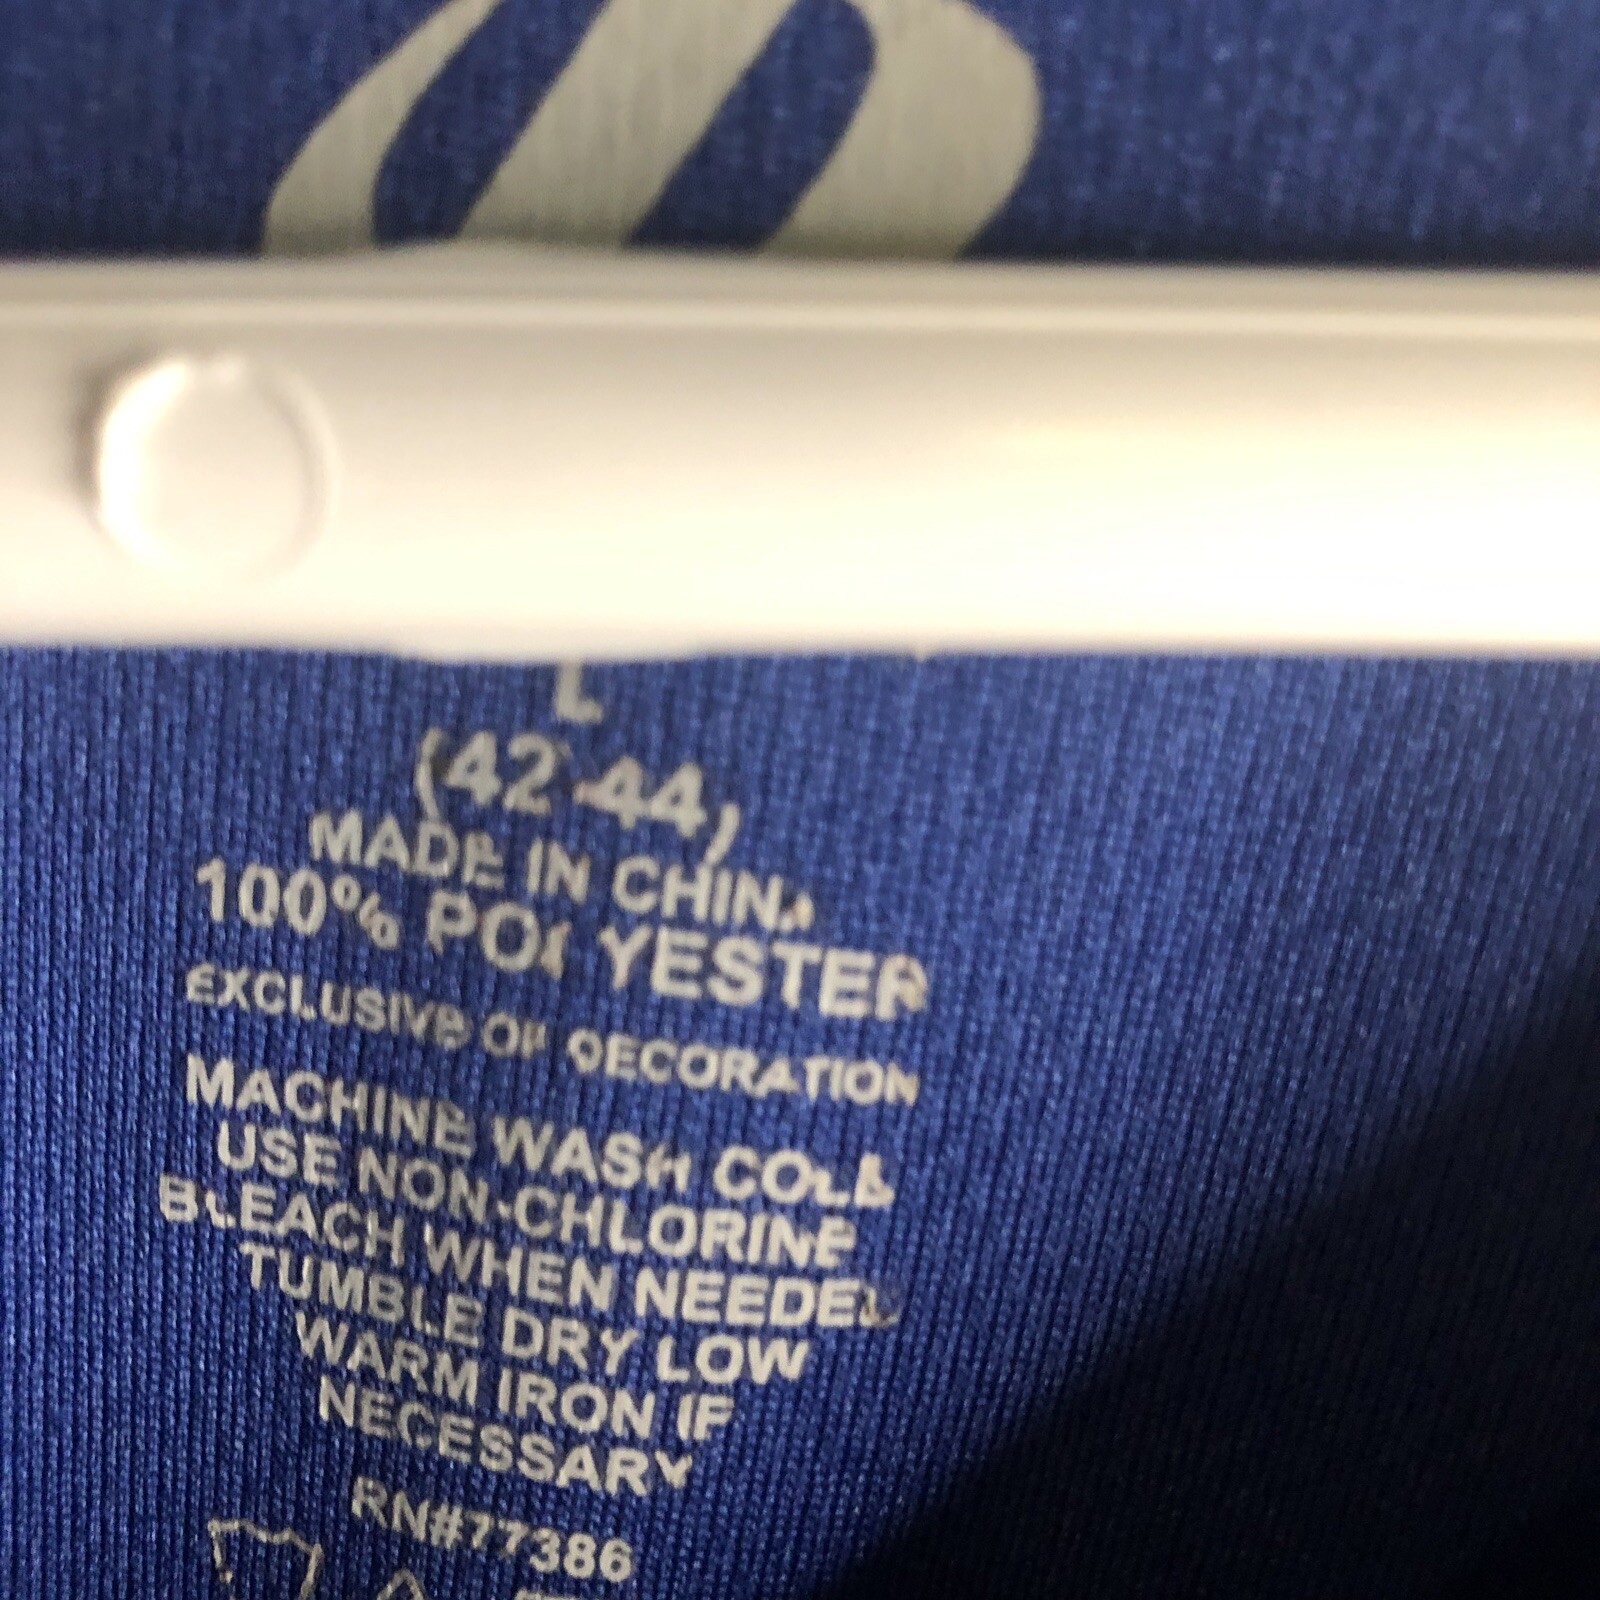 L
(42-44)
MADE IN CHINA
100% POLYESTER
EXCLUSIVE OF DECORATION
MACHINE WASH COLD
USE NON-CHLORINE
BLEACH WHEN NEEDED
TUMBLE DRY LOW
WARM IRON IF
NECESSARY
RN#77386